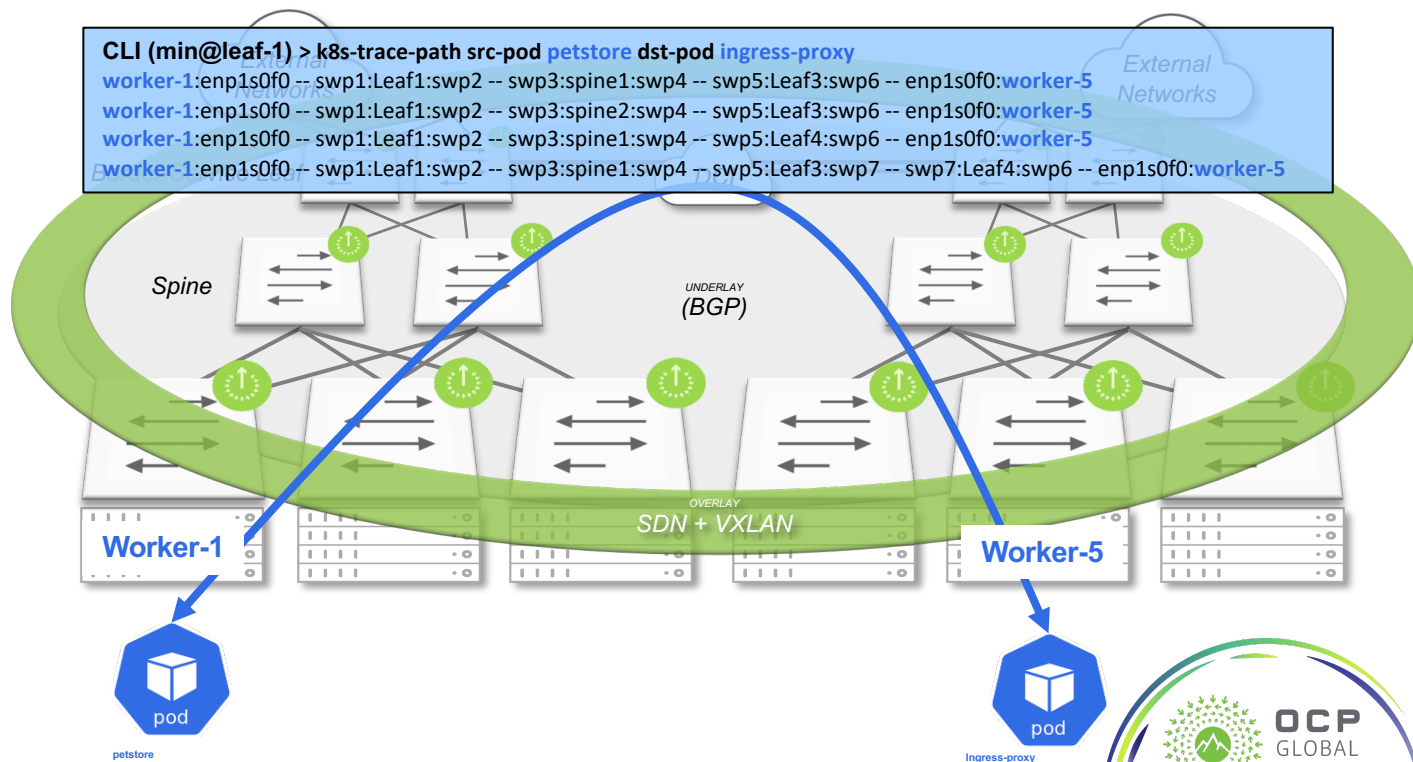 CLI (min@leaf-1) > k8s-trace-path src-pod petstore dst-pod ingress-proxy
worker-1:enp1s0f0 -- swp1:Leaf1:swp2 -- swp3:spine1:swp4 -- swp5:Leaf3:swp6 -- enp1s0f0:worker-5
worker-1:enp1s0f0 -- swp1:Leaf1:swp2 -- swp3:spine2:swp4 -- swp5:Leaf3:swp6 -- enp1s0f0:worker-5
worker-1:enp1s0f0 -- swp1:Leaf1:swp2 -- swp3:spine1:swp4 -- swp5:Leaf4:swp6 -- enp1s0f0:worker-5
worker-1:enp1s0f0 -- swp1:Leaf1:swp2 -- swp3:spine1:swp4 -- swp5:Leaf3:swp7 -- swp7:Leaf4:swp6 -- enp1s0f0:worker-5
External
Networks
External
Networks
Leaf
DCI
Spine
UNDERLAY
(BGP)
OVERLAY
SDN + VXLAN
Worker-1
Worker-5
pod
petstore
pod
Ingress-proxy
OCP
GLOBAL